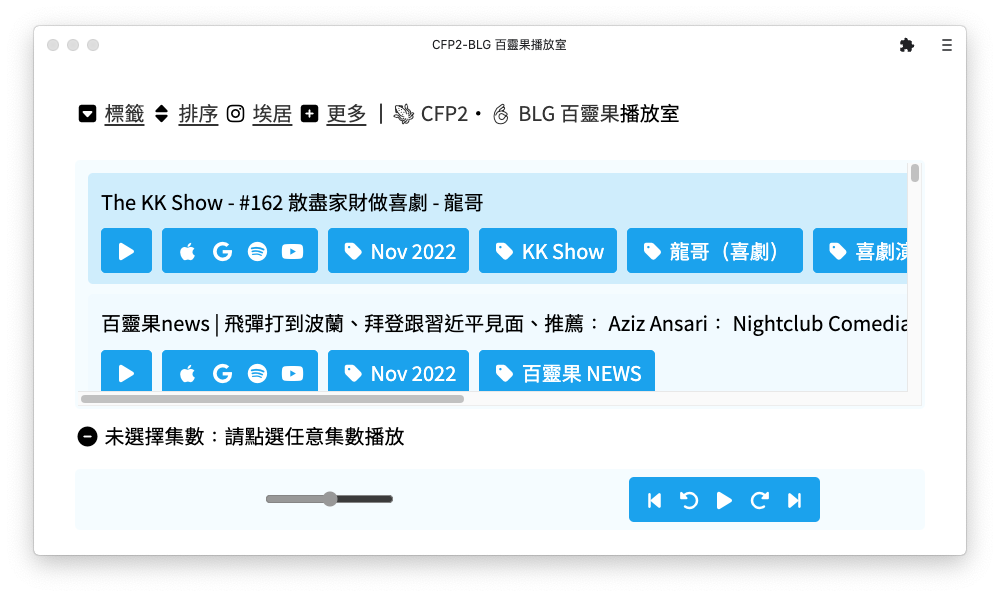 CFP2-BLG 百靈果播放室
標籤 排序 埃居 更多 | CFP2・ BLG 百靈果播放室
The KK Show - #162 散盡家財做喜劇 - 龍哥
Nov 2022 KK Show 龍哥（喜劇） 喜劇演
百靈果news | 飛彈打到波蘭、拜登跟習近平見面、推薦： Aziz Ansari： Nightclub Comedia
Nov 2022 百靈果 NEWS
未選擇集數：請點選任意集數播放